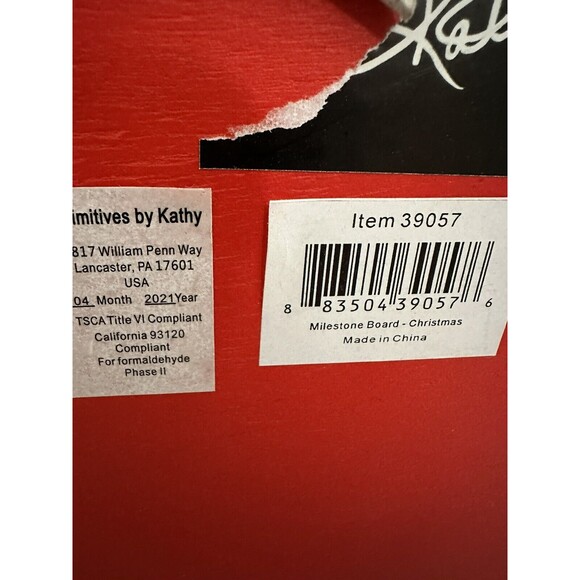 imitives by Kathy
817 William Penn Way
Lancaster, PA 17601
USA
04 Month 2021Year
TSCA Title VI Compliant
California 93120
Compliant
For formaldehyde
Phase II
Item 39057
8 83504 39057 6
Milestone Board - Christmas
Made in China